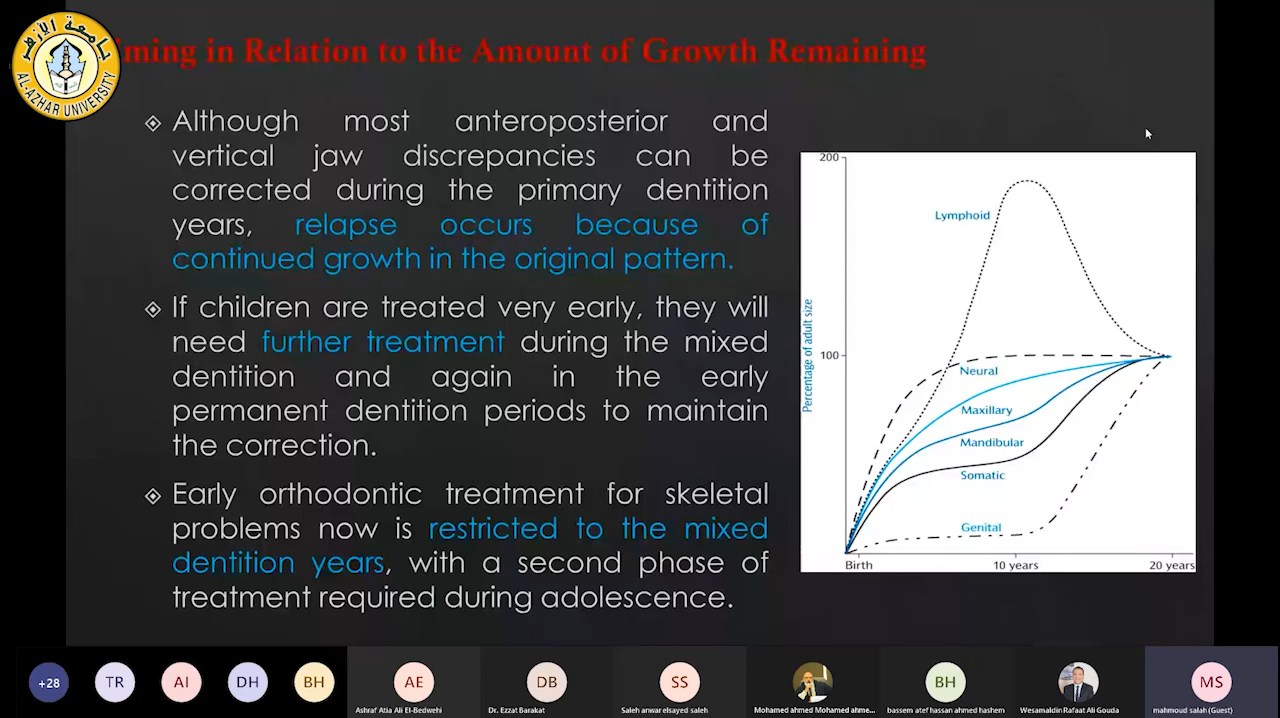 جامعة الأزهر
AL-AZHAR UNIVERSITY
iming in Relation to the Amount of Growth Remaining
Although most anteroposterior and
vertical jaw discrepancies can be
corrected during the primary dentition
years, relapse occurs because of
continued growth in the original pattern.
If children are treated very early, they will
need further treatment during the mixed
dentition and again in the early
permanent dentition periods to maintain
the correction.
Early orthodontic treatment for skeletal
problems now is restricted to the mixed
dentition years, with a second phase of
treatment required during adolescence.
200
Lymphoid
Percentage of adult size
100
Neural
Maxillary
Mandibular
Somatic
Genital
Birth
10 years
20 years
+28
TR
AI
DH
BH
AE
Ashraf Atia Ali El-Bedwehi
DB
Dr. Ezzat Barakat
SS
Saleh anwar elsayed saleh
Mohamed ahmed Mohamed ahme...
BH
bassem atef hassan ahmed hashem
Wesamaldin Rafaat Ali Gouda
MS
mahmoud salah (Guest)